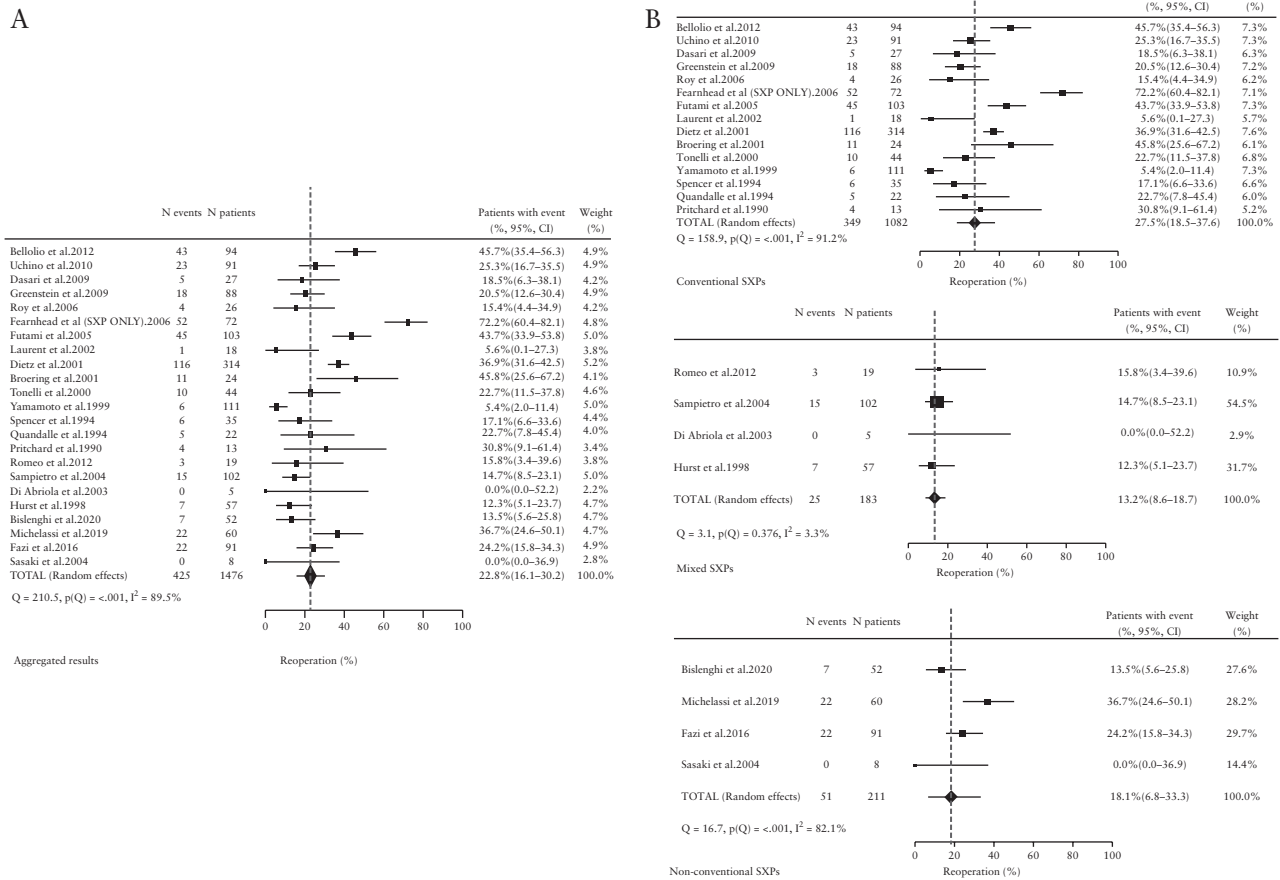 A
N events N patients Patients with event (%, 95%, CI) Weight (%)
Bellolio et al.2012 43 94 45.7%(35.4–56.3) 4.9%
Uchino et al.2010 23 91 25.3%(16.7–35.5) 4.9%
Dasari et al.2009 5 27 18.5%(6.3–38.1) 4.2%
Greenstein et al.2009 18 88 20.5%(12.6–30.4) 4.9%
Roy et al.2006 4 26 15.4%(4.4–34.9) 4.2%
Fearnhead et al (SXP ONLY).2006 52 72 72.2%(60.4–82.1) 4.8%
Futami et al.2005 45 103 43.7%(33.9–53.8) 5.0%
Laurent et al.2002 1 18 5.6%(0.1–27.3) 3.8%
Dietz et al.2001 116 314 36.9%(31.6–42.5) 5.2%
Broering et al.2001 11 24 45.8%(25.6–67.2) 4.1%
Tonelli et al.2000 10 44 22.7%(11.5–37.8) 4.6%
Yamamoto et al.1999 6 111 5.4%(2.0–11.4) 5.0%
Spencer et al.1994 6 35 17.1%(6.6–33.6) 4.4%
Quandalle et al.1994 5 22 22.7%(7.8–45.4) 4.0%
Pritchard et al.1990 4 13 30.8%(9.1–61.4) 3.4%
Romeo et al.2012 3 19 15.8%(3.4–39.6) 3.8%
Sampietro et al.2004 15 102 14.7%(8.5–23.1) 5.0%
Di Abriola et al.2003 0 5 0.0%(0.0–52.2) 2.2%
Hurst et al.1998 7 57 12.3%(5.1–23.7) 4.7%
Bislenghi et al.2020 7 52 13.5%(5.6–25.8) 4.7%
Michelassi et al.2019 22 60 36.7%(24.6–50.1) 4.7%
Fazi et al.2016 22 91 24.2%(15.8–34.3) 4.9%
Sasaki et al.2004 0 8 0.0%(0.0–36.9) 2.8%
TOTAL (Random effects) 425 1476 22.8%(16.1–30.2) 100.0%
Q = 210.5, p(Q) = <.001, I² = 89.5%
0 20 40 60 80 100
Aggregated results Reoperation (%)
B
(%, 95%, CI) (%)
Bellolio et al.2012 43 94 45.7%(35.4–56.3) 7.3%
Uchino et al.2010 23 91 25.3%(16.7–35.5) 7.3%
Dasari et al.2009 5 27 18.5%(6.3–38.1) 6.3%
Greenstein et al.2009 18 88 20.5%(12.6–30.4) 7.2%
Roy et al.2006 4 26 15.4%(4.4–34.9) 6.2%
Fearnhead et al (SXP ONLY).2006 52 72 72.2%(60.4–82.1) 7.1%
Futami et al.2005 45 103 43.7%(33.9–53.8) 7.3%
Laurent et al.2002 1 18 5.6%(0.1–27.3) 5.7%
Dietz et al.2001 116 314 36.9%(31.6–42.5) 7.6%
Broering et al.2001 11 24 45.8%(25.6–67.2) 6.1%
Tonelli et al.2000 10 44 22.7%(11.5–37.8) 6.8%
Yamamoto et al.1999 6 111 5.4%(2.0–11.4) 7.3%
Spencer et al.1994 6 35 17.1%(6.6–33.6) 6.6%
Quandalle et al.1994 5 22 22.7%(7.8–45.4) 6.0%
Pritchard et al.1990 4 13 30.8%(9.1–61.4) 5.2%
TOTAL (Random effects) 349 1082 27.5%(18.5–37.6) 100.0%
Q = 158.9, p(Q) = <.001, I² = 91.2%
0 20 40 60 80 100
Conventional SXPs Reoperation (%)
N events N patients Patients with event (%, 95%, CI) Weight (%)
Romeo et al.2012 3 19 15.8%(3.4–39.6) 10.9%
Sampietro et al.2004 15 102 14.7%(8.5–23.1) 54.5%
Di Abriola et al.2003 0 5 0.0%(0.0–52.2) 2.9%
Hurst et al.1998 7 57 12.3%(5.1–23.7) 31.7%
TOTAL (Random effects) 25 183 13.2%(8.6–18.7) 100.0%
Q = 3.1, p(Q) = 0.376, I² = 3.3%
0 20 40 60 80 100
Mixed SXPs Reoperation (%)
N events N patients Patients with event (%, 95%, CI) Weight (%)
Bislenghi et al.2020 7 52 13.5%(5.6–25.8) 27.6%
Michelassi et al.2019 22 60 36.7%(24.6–50.1) 28.2%
Fazi et al.2016 22 91 24.2%(15.8–34.3) 29.7%
Sasaki et al.2004 0 8 0.0%(0.0–36.9) 14.4%
TOTAL (Random effects) 51 211 18.1%(6.8–33.3) 100.0%
Q = 16.7, p(Q) = <.001, I² = 82.1%
0 20 40 60 80 100
Non-conventional SXPs Reoperation (%)